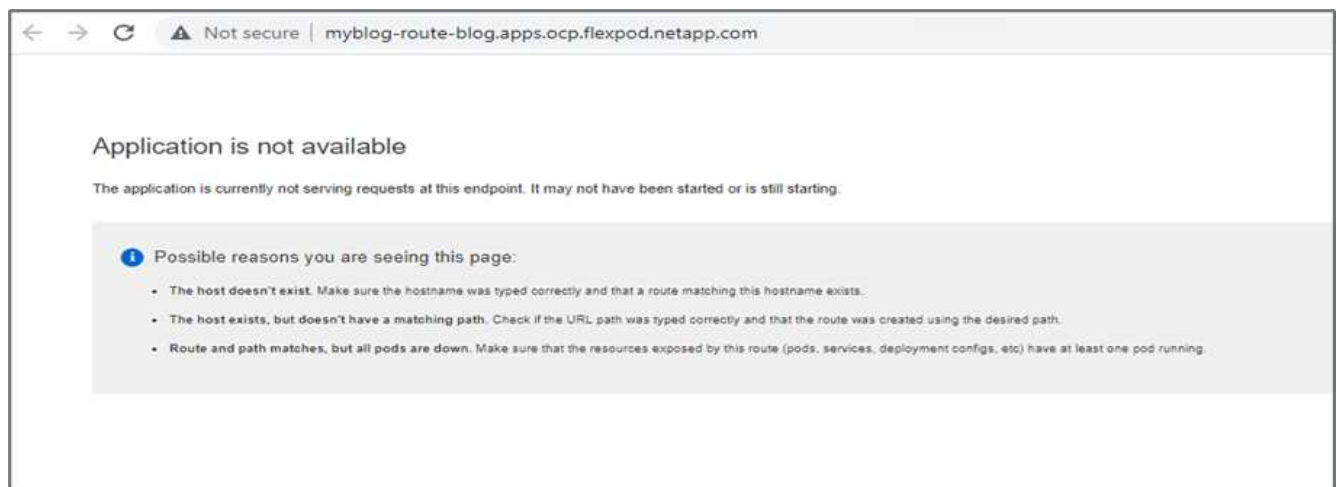 Not secure | myblog-route-blog.apps.ocp.flexpod.netapp.com
Application is not available
The application is currently not serving requests at this endpoint. It may not have been started or is still starting.
Possible reasons you are seeing this page:
• The host doesn't exist. Make sure the hostname was typed correctly and that a route matching this hostname exists.
• The host exists, but doesn't have a matching path. Check if the URL path was typed correctly and that the route was created using the desired path.
• Route and path matches, but all pods are down. Make sure that the resources exposed by this route (pods, services, deployment configs, etc) have at least one pod running.